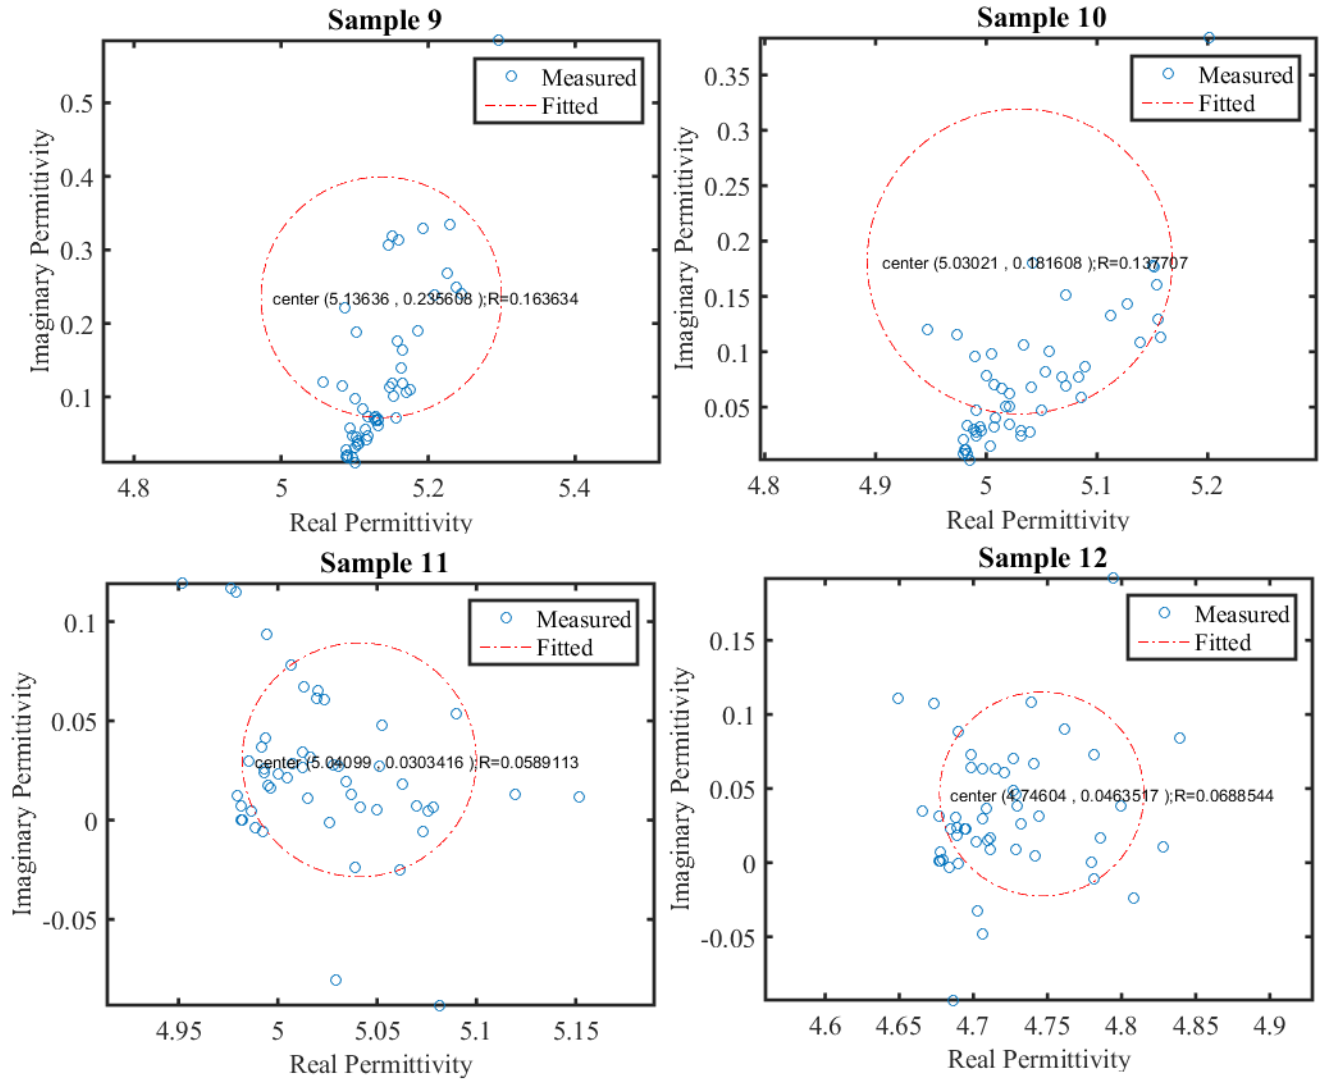 Sample 9
Measured
Fitted
0.5
0.4
0.3
0.2
0.1
Imaginary Permittivity
center (5.13636 , 0.235608 );R=0.163634
4.8
5
5.2
5.4
Real Permittivity
Sample 10
Measured
Fitted
0.35
0.3
0.25
0.2
0.15
0.1
0.05
Imaginary Permittivity
center (5.03021 , 0.181608 );R=0.137707
4.8
4.9
5
5.1
5.2
Real Permittivity
Sample 11
Measured
Fitted
0.1
0.05
0
-0.05
Imaginary Permittivity
center (5.04099 , 0.0303416 );R=0.0589113
4.95
5
5.05
5.1
5.15
Real Permittivity
Sample 12
Measured
Fitted
0.15
0.1
0.05
0
-0.05
Imaginary Permittivity
center (4.74604 , 0.0463517 );R=0.0688544
4.6
4.65
4.7
4.75
4.8
4.85
4.9
Real Permittivity